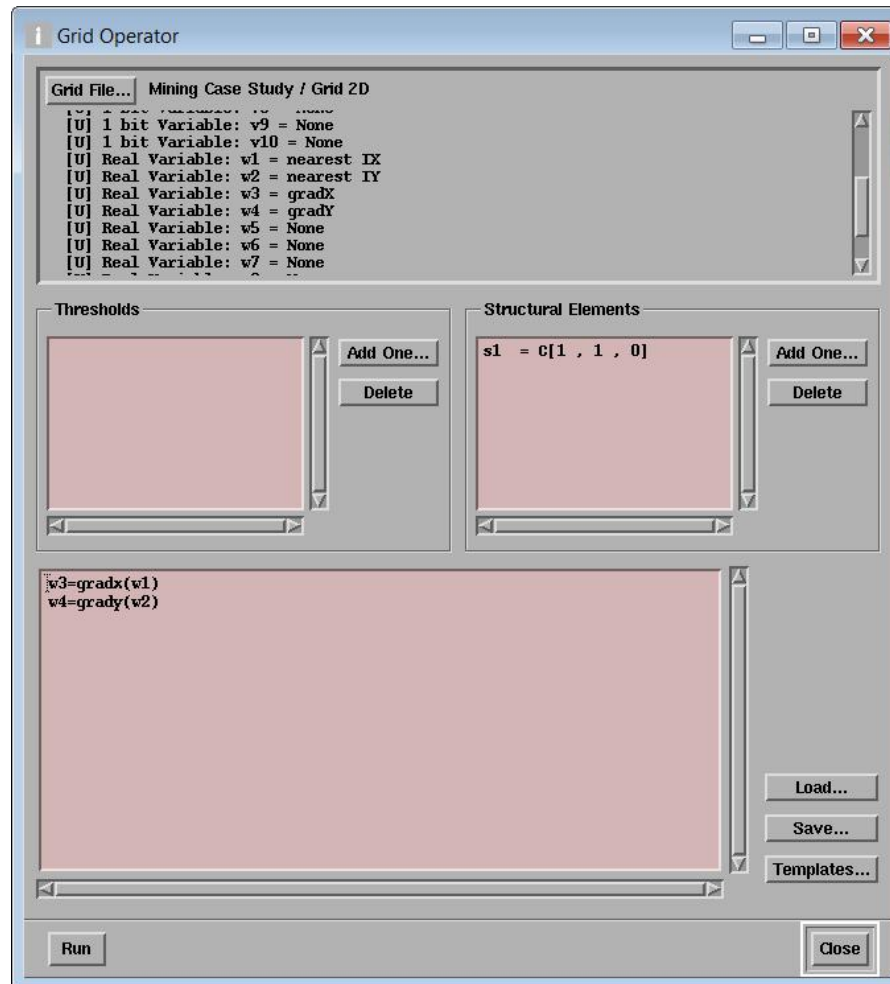 Grid Operator
Grid File... Mining Case Study / Grid 2D
[U] 1 bit Variable: v9 = None
[U] 1 bit Variable: v10 = None
[U] Real Variable: w1 = nearest IX
[U] Real Variable: w2 = nearest IY
[U] Real Variable: w3 = gradX
[U] Real Variable: w4 = gradY
[U] Real Variable: w5 = None
[U] Real Variable: w6 = None
[U] Real Variable: w7 = None
Thresholds
Add One...
Delete
Structural Elements
s1 = C[1 , 1 , 0]
Add One...
Delete
w3=gradx(w1)
w4=grady(w2)
Load...
Save...
Templates...
Run
Close